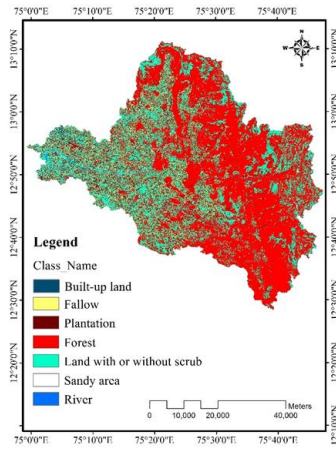 75°0'0"E 75°10'0"E 75°20'0"E 75°30'0"E 75°40'0"E
N
W E
S
13°10'0"N
13°0'0"N
12°50'0"N
12°40'0"N
12°30'0"N
12°20'0"N
Legend
Class_Name
Built-up land
Fallow
Plantation
Forest
Land with or without scrub
Sandy area
River
Meters
0 10,000 20,000 40,000
75°0'0"E 75°10'0"E 75°20'0"E 75°30'0"E 75°40'0"E